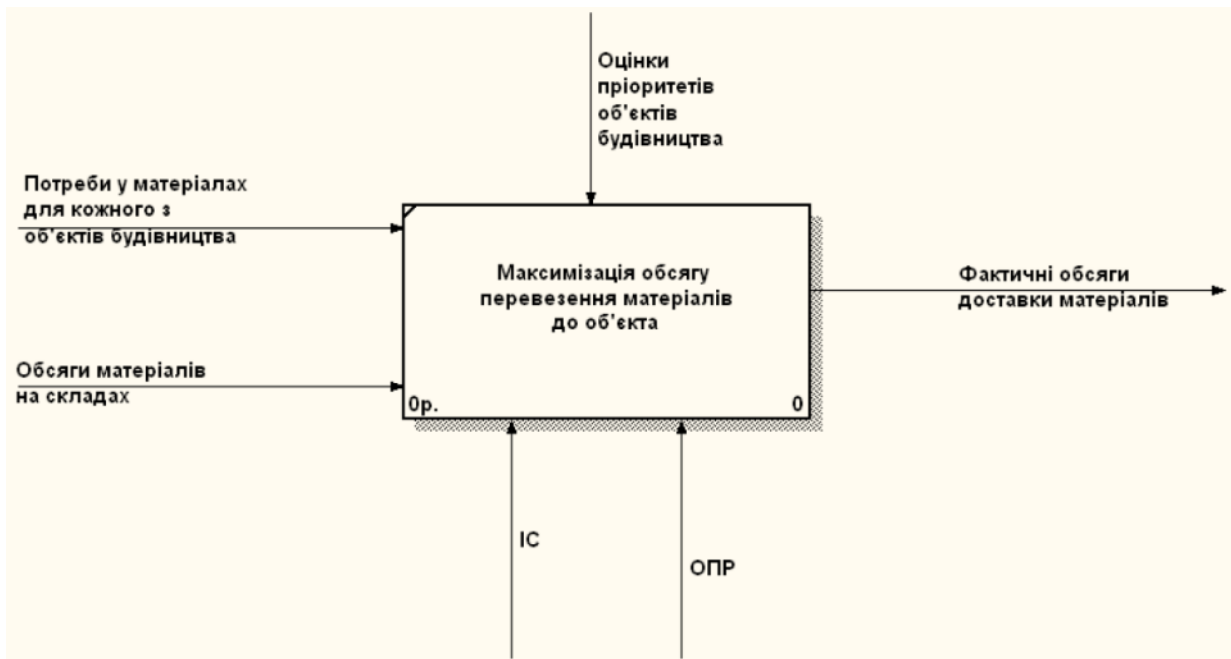 Оцінки
пріоритетів
об'єктів
будівництва
Потреби у матеріалах
для кожного з
об'єктів будівництва
Максимізація обсягу
перевезення матеріалів
до об'єкта
Фактичні обсяги
доставки матеріалів
Обсяги матеріалів
на складах
0р.
0
ІС
ОПР